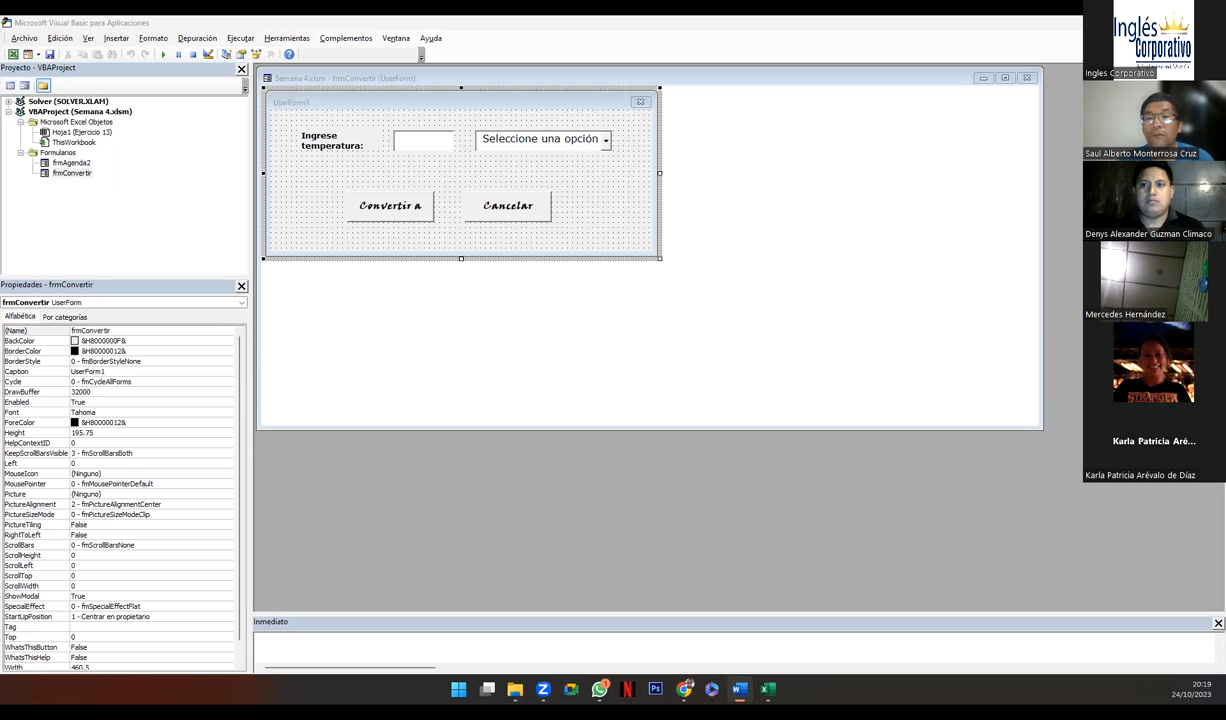 Microsoft Visual Basic para Aplicaciones
Archivo Edición Ver Insertar Formato Depuración Ejecutar Herramientas Complementos Ventana Ayuda
Proyecto - VBAProject
Solver (SOLVER.XLAM)
VBAProject (Semana 4.xlsm)
Microsoft Excel Objetos
Hoja1 (Ejercicio 13)
ThisWorkbook
Formularios
frmAgenda2
frmConvertir
Propiedades - frmConvertir
frmConvertir UserForm
Alfabética Por categorías
(Name) frmConvertir
BackColor &H8000000F&
BorderColor &H80000012&
BorderStyle 0 - fmBorderStyleNone
Caption UserForm1
Cycle 0 - fmCycleAllForms
DrawBuffer 32000
Enabled True
Font Tahoma
ForeColor &H80000012&
Height 195.75
HelpContextID 0
KeepScrollBarsVisible 3 - fmScrollBarsBoth
Left 0
MouseIcon (Ninguno)
MousePointer 0 - fmMousePointerDefault
Picture (Ninguno)
PictureAlignment 2 - fmPictureAlignmentCenter
PictureSizeMode 0 - fmPictureSizeModeClip
PictureTiling False
RightToLeft False
ScrollBars 0 - fmScrollBarsNone
ScrollHeight 0
ScrollLeft 0
ScrollTop 0
ScrollWidth 0
ShowModal True
SpecialEffect 0 - fmSpecialEffectFlat
StartUpPosition 1 - Centrar en propietario
Tag
Top 0
WhatsThisButton False
WhatsThisHelp False
Width 460.5
Semana 4.xlsm - frmConvertir (UserForm)
UserForm1
Ingrese
temperatura:
Seleccione una opción
Convertir a
Cancelar
Inmediato
Inglés
Corporativo
Ingles Corporativo
Saul Alberto Monterrosa Cruz
Denys Alexander Guzman Climaco
Mercedes Hernández
STRANGER
Karla Patricia Aré...
Karla Patricia Arévalo de Díaz
1
Ps
20:19
24/10/2023